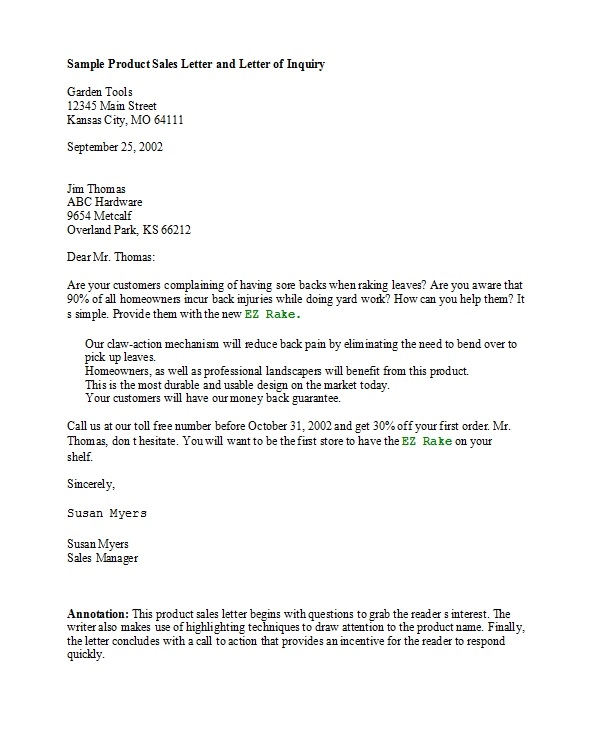 Sample Product Sales Letter and Letter of Inquiry
Garden Tools
12345 Main Street
Kansas City, MO 64111
September 25, 2002
Jim Thomas
ABC Hardware
9654 Metcalf
Overland Park, KS 66212
Dear Mr. Thomas:
Are your customers complaining of having sore backs when raking leaves? Are you aware that
90% of all homeowners incur back injuries while doing yard work? How can you help them? It
s simple. Provide them with the new EZ Rake.
Our claw-action mechanism will reduce back pain by eliminating the need to bend over to
pick up leaves.
Homeowners, as well as professional landscapers will benefit from this product.
This is the most durable and usable design on the market today.
Your customers will have our money back guarantee.
Call us at our toll free number before October 31, 2002 and get 30% off your first order. Mr.
Thomas, don t hesitate. You will want to be the first store to have the EZ Rake on your
shelf.
Sincerely,
Susan Myers
Susan Myers
Sales Manager
Annotation: This product sales letter begins with questions to grab the reader s interest. The
writer also makes use of highlighting techniques to draw attention to the product name. Finally,
the letter concludes with a call to action that provides an incentive for the reader to respond
quickly.